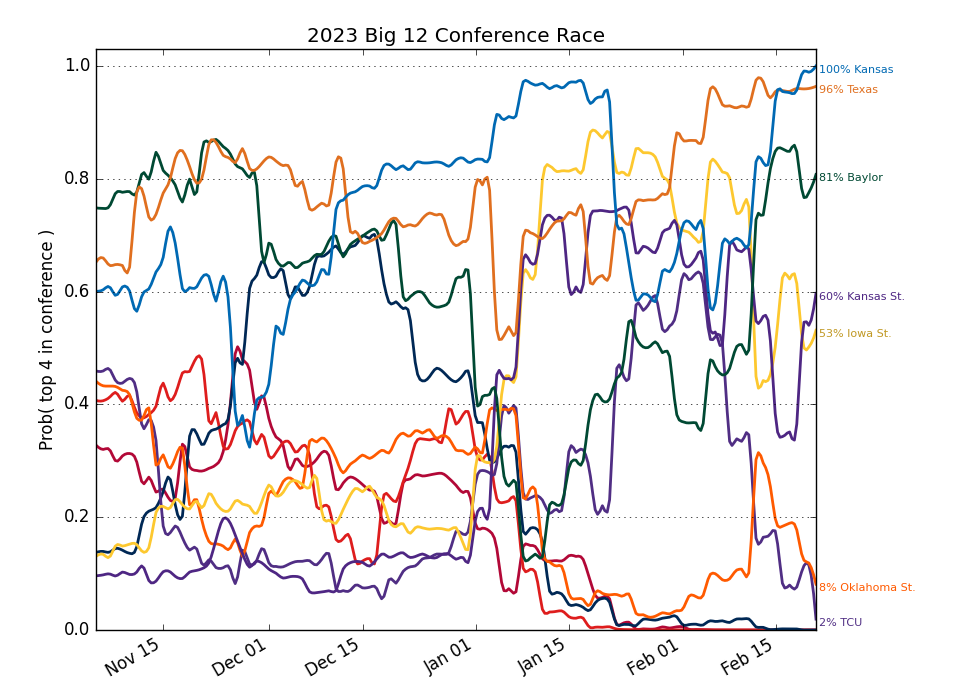 2023 Big 12 Conference Race
Prob( top 4 in conference )
1.0
0.8
0.6
0.4
0.2
0.0
Nov 15
Dec 01
Dec 15
Jan 01
Jan 15
Feb 01
Feb 15
100% Kansas
96% Texas
81% Baylor
60% Kansas St.
53% Iowa St.
8% Oklahoma St.
2% TCU